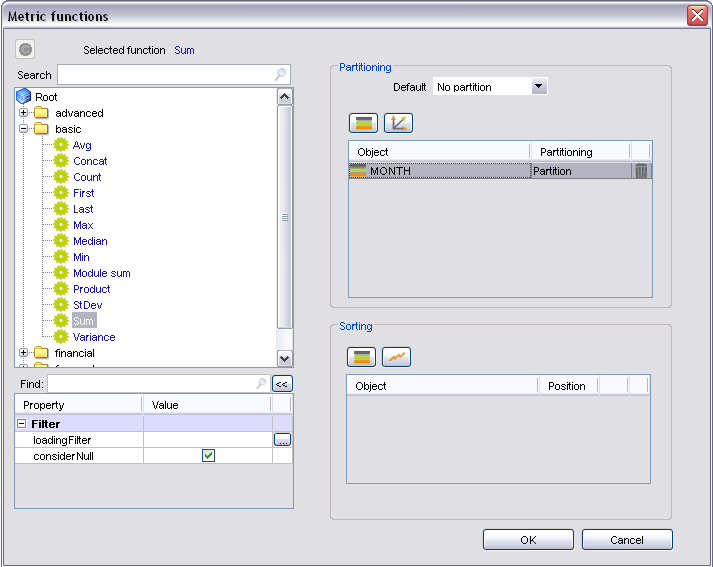 Metric functions
Selected function Sum
Search
Root
advanced
basic
Avg
Concat
Count
First
Last
Max
Median
Min
Module sum
Product
StDev
Sum
Variance
financial
Find: <<
Property Value
Filter
loadingFilter ...
considerNull
Partitioning
Default No partition
Object Partitioning
MONTH Partition
Sorting
Object Position
OK Cancel